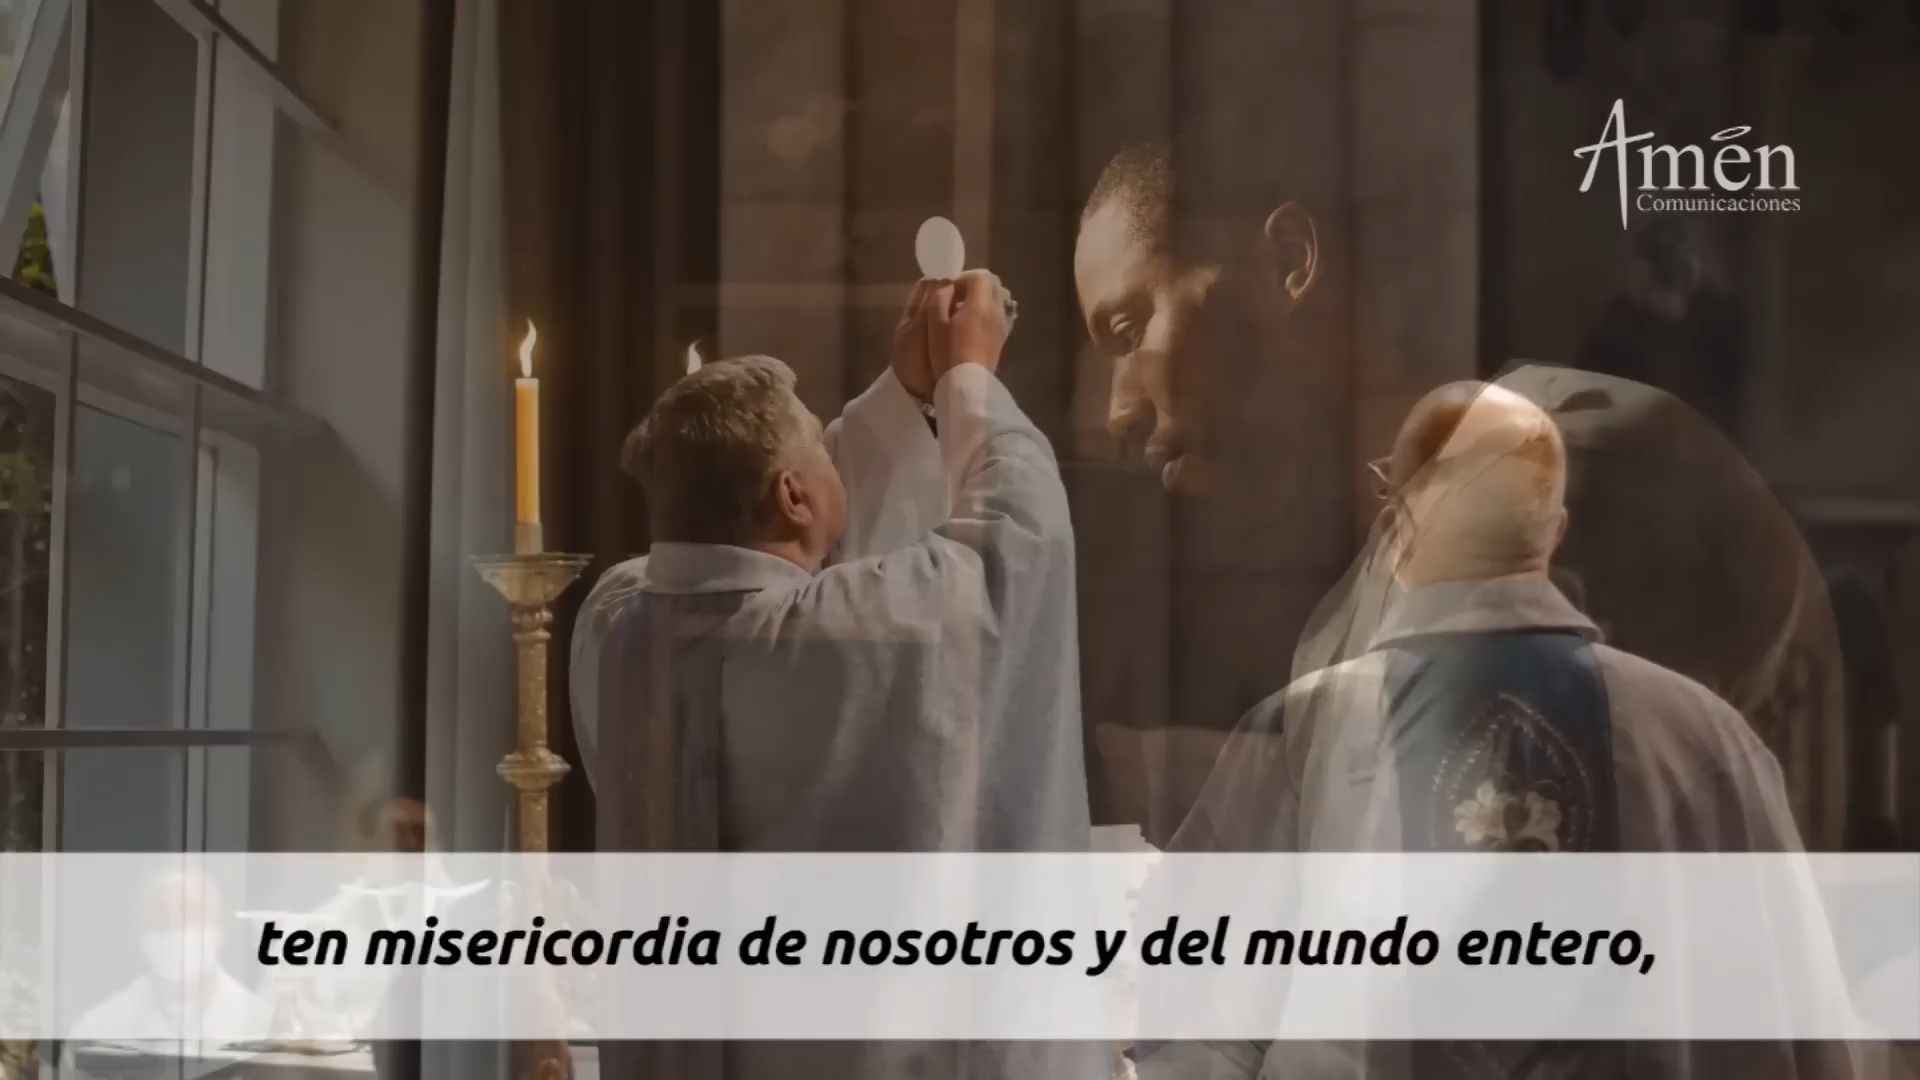 Amén
Comunicaciones
ten misericordia de nosotros y del mundo entero,